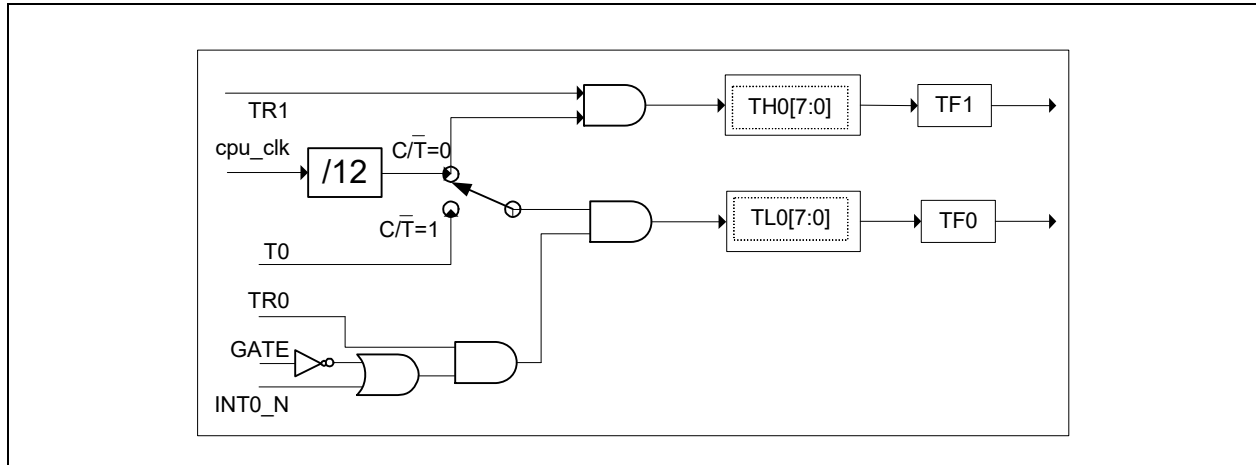 TR1
TH0[7:0]
TF1
cpu_clk
/12
C/T̅=0
TL0[7:0]
TF0
C/T̅=1
T0
TR0
GATE
INT0_N